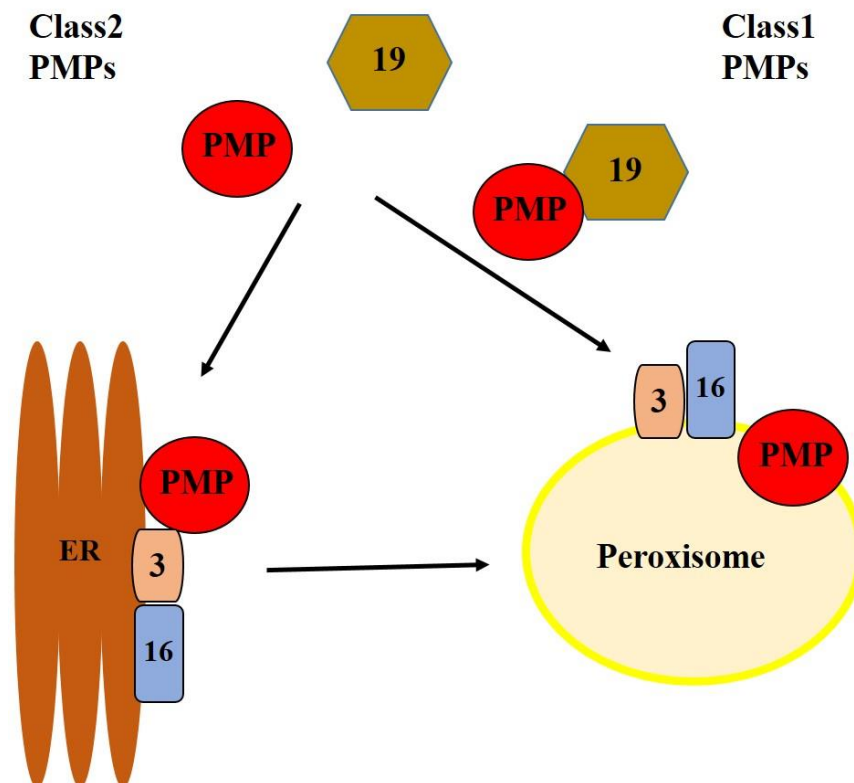 Class2
PMPs
19
Class1
PMPs
PMP
19
PMP
3
16
PMP
PMP
ER
3
Peroxisome
16